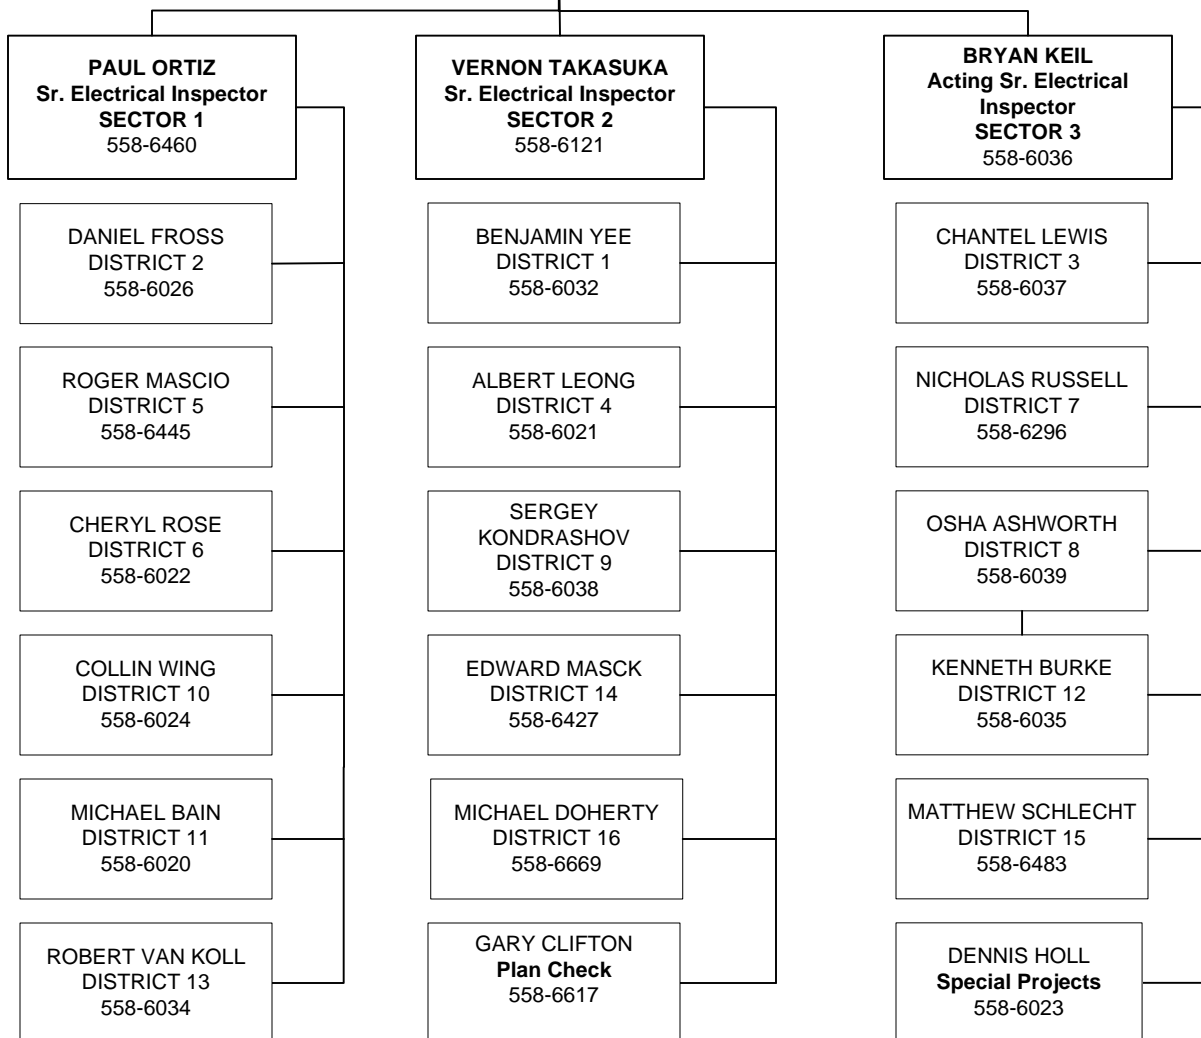 PAUL ORTIZ
Sr. Electrical Inspector
SECTOR 1
558-6460
DANIEL FROSS
DISTRICT 2
558-6026
ROGER MASCIO
DISTRICT 5
558-6445
CHERYL ROSE
DISTRICT 6
558-6022
COLLIN WING
DISTRICT 10
558-6024
MICHAEL BAIN
DISTRICT 11
558-6020
ROBERT VAN KOLL
DISTRICT 13
558-6034
VERNON TAKASUKA
Sr. Electrical Inspector
SECTOR 2
558-6121
BENJAMIN YEE
DISTRICT 1
558-6032
ALBERT LEONG
DISTRICT 4
558-6021
SERGEY
KONDRASHOV
DISTRICT 9
558-6038
EDWARD MASCK
DISTRICT 14
558-6427
MICHAEL DOHERTY
DISTRICT 16
558-6669
GARY CLIFTON
Plan Check
558-6617
BRYAN KEIL
Acting Sr. Electrical
Inspector
SECTOR 3
558-6036
CHANTEL LEWIS
DISTRICT 3
558-6037
NICHOLAS RUSSELL
DISTRICT 7
558-6296
OSHA ASHWORTH
DISTRICT 8
558-6039
KENNETH BURKE
DISTRICT 12
558-6035
MATTHEW SCHLECHT
DISTRICT 15
558-6483
DENNIS HOLL
Special Projects
558-6023